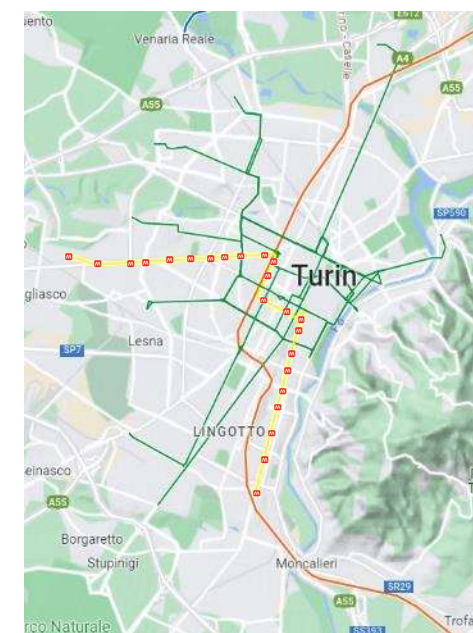 Venaria Reale
A4
A55
A55
SP590
Turin
gliasco
Lesna
SP7
LINGOTTO
einasco
A55
Borgaretto
Stupinigi
Moncalieri
SR29
A55
Trofa
rco Naturale